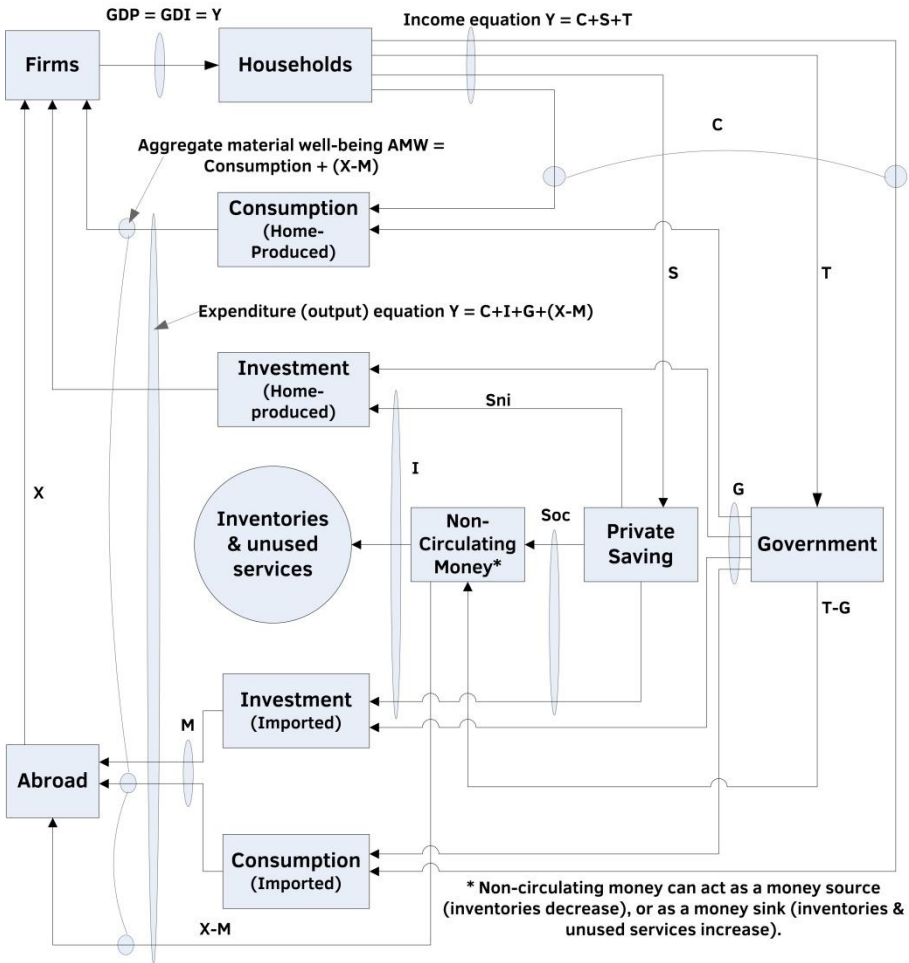 GDP = GDI = Y
Income equation Y = C+S+T
Firms
Households
C
Aggregate material well-being AMW =
Consumption + (X-M)
Consumption
(Home-
Produced)
S
T
Expenditure (output) equation Y = C+I+G+(X-M)
Investment
(Home-
produced)
Sni
I
X
G
Soc
Inventories
& unused
services
Non-
Circulating
Money*
Private
Saving
Government
T-G
Investment
(Imported)
M
Abroad
Consumption
(Imported)
* Non-circulating money can act as a money source
(inventories decrease), or as a money sink (inventories &
unused services increase).
X-M